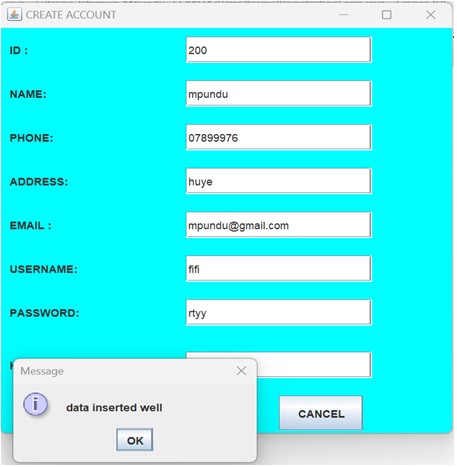 CREATE ACCOUNT
ID : 200
NAME: mpundu
PHONE: 07899976
ADDRESS: huye
EMAIL : mpundu@gmail.com
USERNAME: fifi
PASSWORD: rtyy
Message
data inserted well
OK
CANCEL